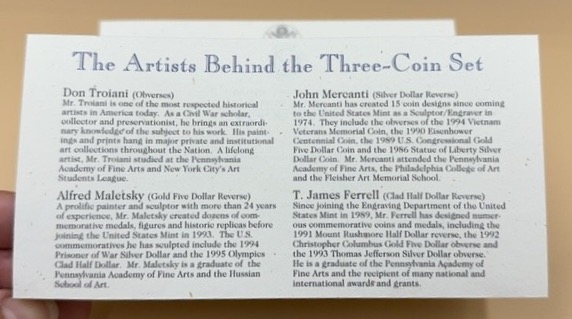 The Artists Behind the Three-Coin Set
Don Troiani (Obverses)
Mr. Troiani is one of the most respected historical
artists in America today. As a Civil War scholar,
collector and preservationist, he brings an extraordi-
nary knowledge of the subject to his work. His paint-
ings and prints hang in major private and institutional
art collections throughout the Nation. A lifelong
artist, Mr. Troiani studied at the Pennsylvania
Academy of Fine Arts and New York City's Art
Students League.
Alfred Maletsky (Gold Five Dollar Reverse)
A prolific painter and sculptor with more than 24 years
of experience, Mr. Maletsky created dozens of com-
memorative medals, figures and historic replicas before
joining the United States Mint in 1993. The U.S.
commemoratives he has sculpted include the 1994
Prisoner of War Silver Dollar and the 1995 Olympics
Clad Half Dollar. Mr. Maletsky is a graduate of the
Pennsylvania Academy of Fine Arts and the Hussian
School of Art.
John Mercanti (Silver Dollar Reverse)
Mr. Mercanti has created 15 coin designs since coming
to the United States Mint as a Sculptor/Engraver in
1974. They include the obverses of the 1994 Vietnam
Veterans Memorial Coin, the 1990 Eisenhower
Centennial Coin, the 1989 U.S. Congressional Gold
Five Dollar Coin and the 1986 Statue of Liberty Silver
Dollar Coin. Mr. Mercanti attended the Pennsylvania
Academy of Fine Arts, the Philadelphia College of Art
and the Fleisher Art Memorial School.
T. James Ferrell (Clad Half Dollar Reverse)
Since joining the Engraving Department of the United
States Mint in 1989, Mr. Ferrell has designed numer-
ous commemorative coins and medals, including the
1991 Mount Rushmore Half Dollar reverse, the 1992
Christopher Columbus Gold Five Dollar obverse and
the 1993 Thomas Jefferson Silver Dollar obverse.
He is a graduate of the Pennsylvania Academy of
Fine Arts and the recipient of many national and
international awards and grants.